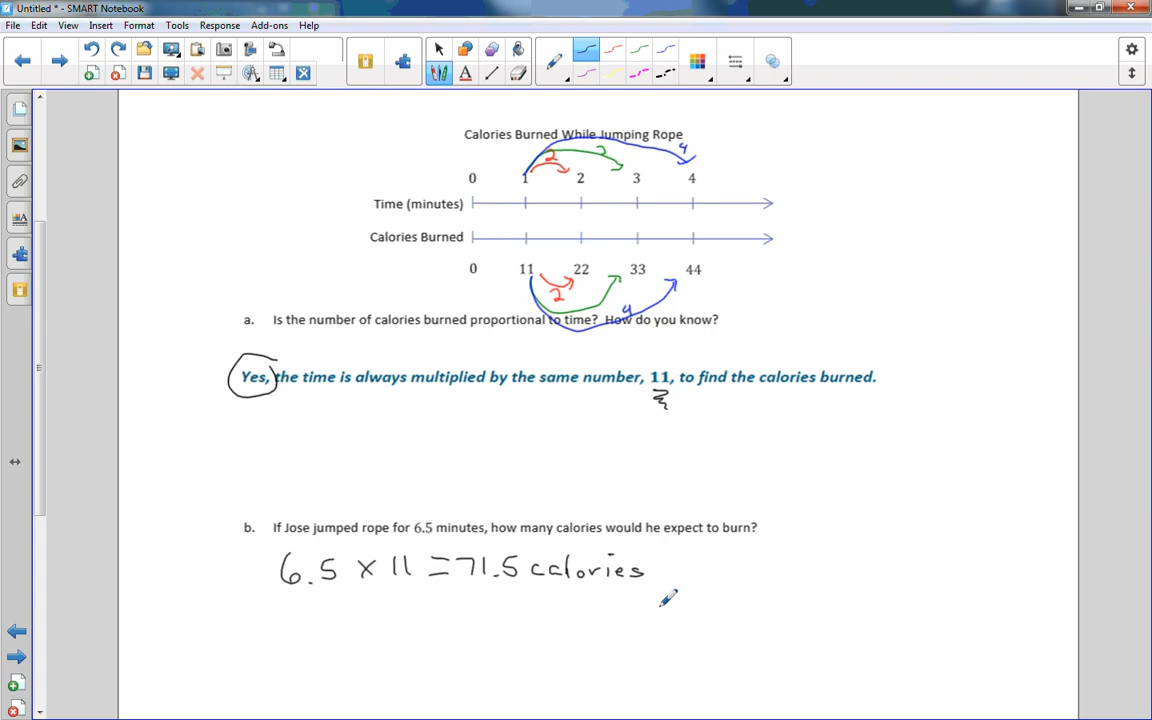 Untitled * - SMART Notebook
File Edit View Insert Format Tools Response Add-ons Help
Calories Burned While Jumping Rope
2 3 4
0 1 2 3 4
Time (minutes)
Calories Burned
0 11 22 33 44
2 4
a. Is the number of calories burned proportional to time? How do you know?
Yes, the time is always multiplied by the same number, 11, to find the calories burned.
b. If Jose jumped rope for 6.5 minutes, how many calories would he expect to burn?
6.5 x 11 = 71.5 calories